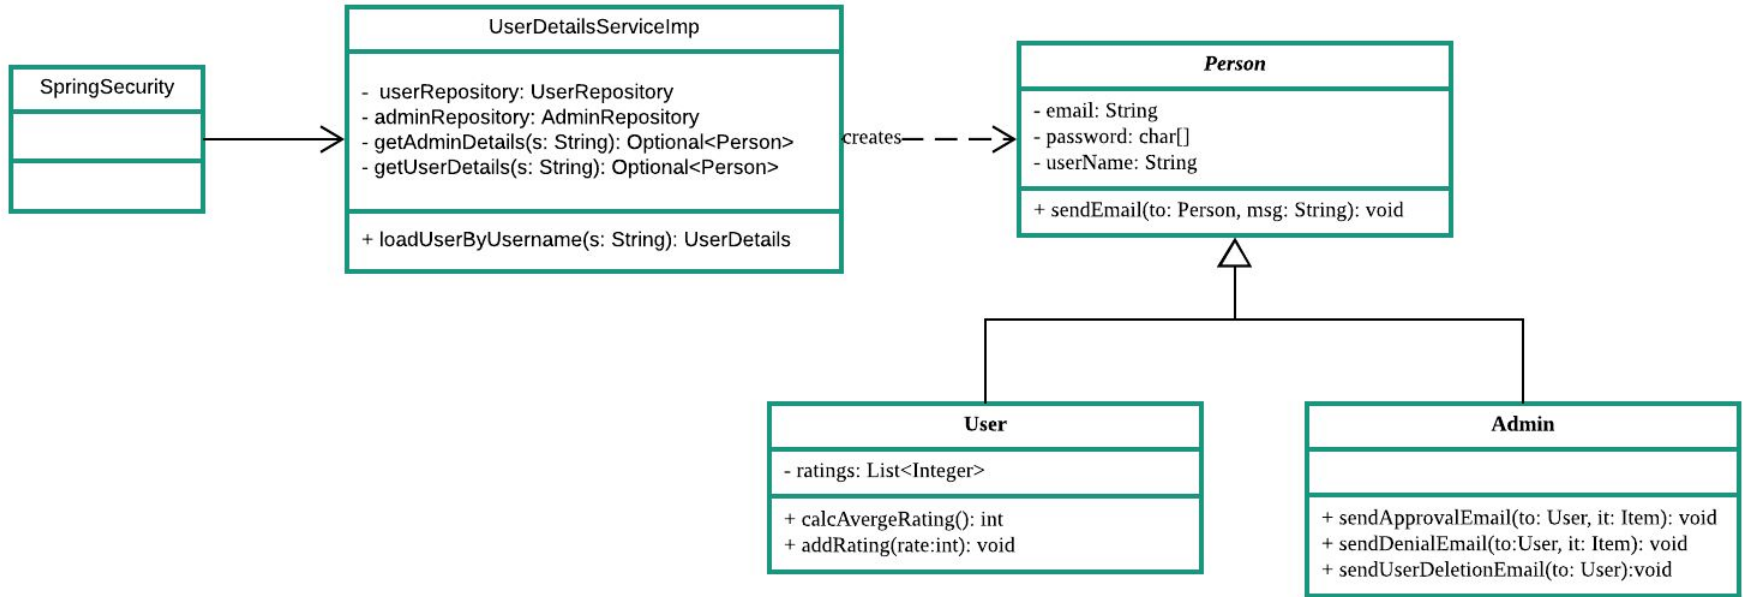 SpringSecurity
UserDetailsServiceImp
- userRepository: UserRepository
- adminRepository: AdminRepository
- getAdminDetails(s: String): Optional<Person>
- getUserDetails(s: String): Optional<Person>
+ loadUserByUsername(s: String): UserDetails
creates
Person
- email: String
- password: char[]
- userName: String
+ sendEmail(to: Person, msg: String): void
User
- ratings: List<Integer>
+ calcAvergeRating(): int
+ addRating(rate:int): void
Admin
+ sendApprovalEmail(to: User, it: Item): void
+ sendDenialEmail(to:User, it: Item): void
+ sendUserDeletionEmail(to: User):void